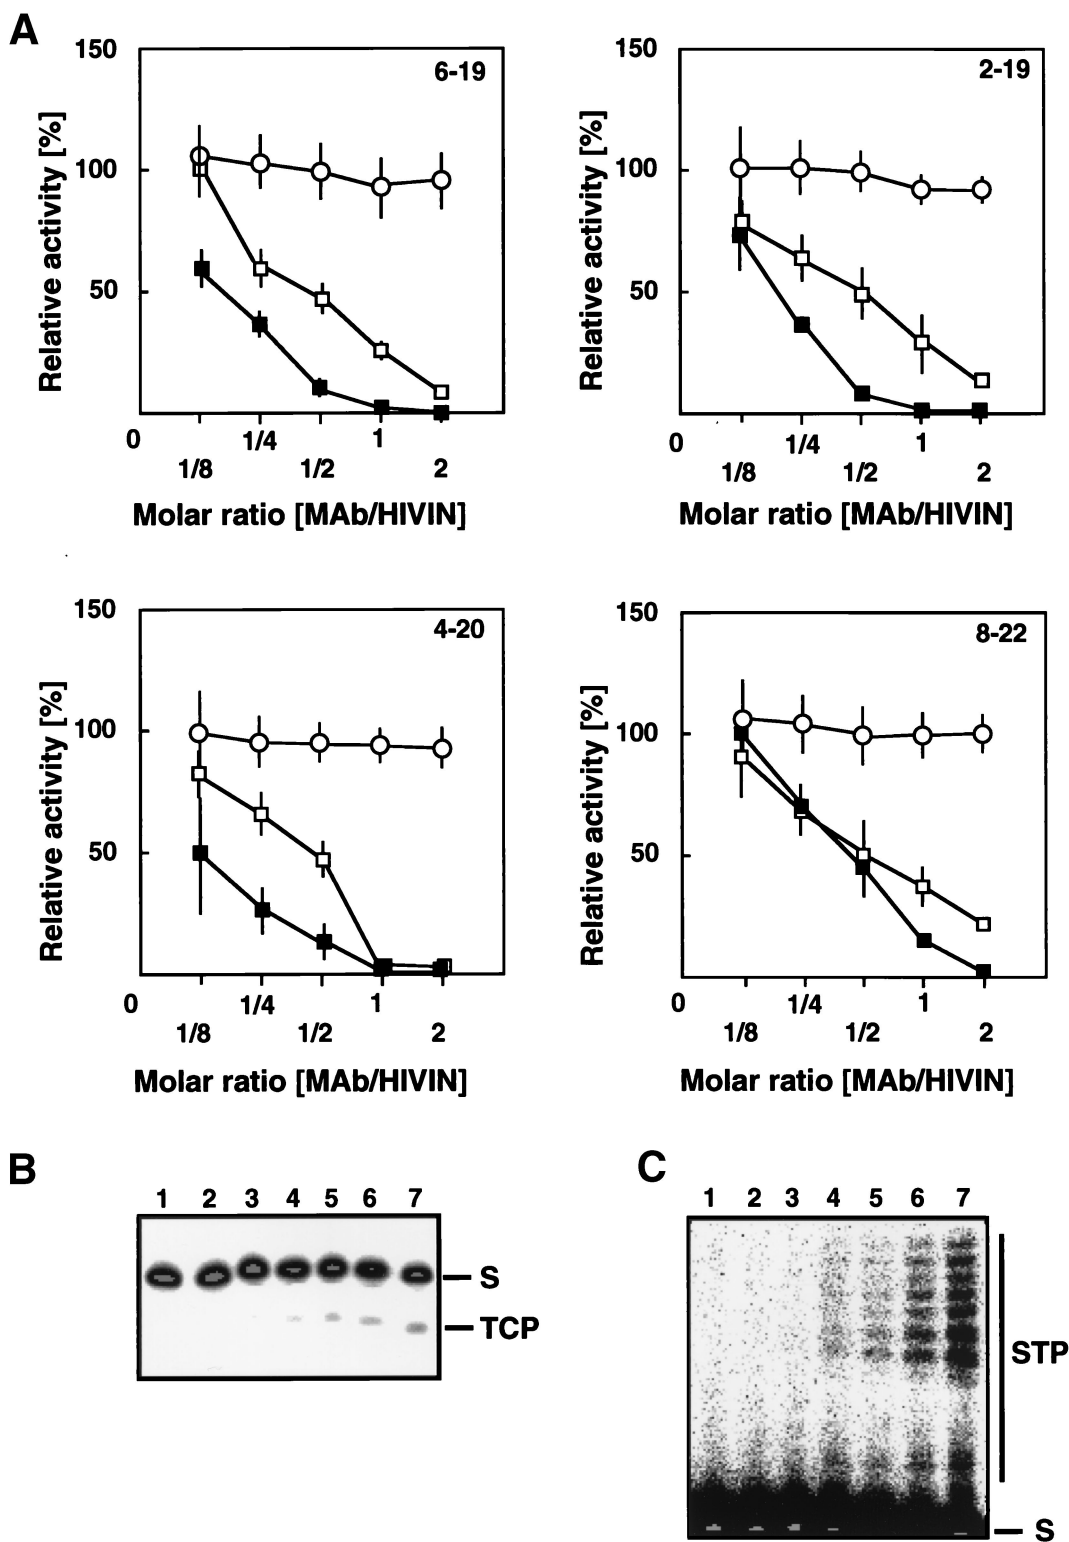 A
150
6-19
100
50
Relative activity [%]
0
1/4
1
1/8
1/2
2
Molar ratio [MAb/HIVIN]
150
2-19
100
50
Relative activity [%]
0
1/4
1
1/8
1/2
2
Molar ratio [MAb/HIVIN]
150
4-20
100
50
Relative activity [%]
0
1/4
1
1/8
1/2
2
Molar ratio [MAb/HIVIN]
150
8-22
100
50
Relative activity [%]
0
1/4
1
1/8
1/2
2
Molar ratio [MAb/HIVIN]
B
1 2 3 4 5 6 7
S
TCP
C
1 2 3 4 5 6 7
STP
S